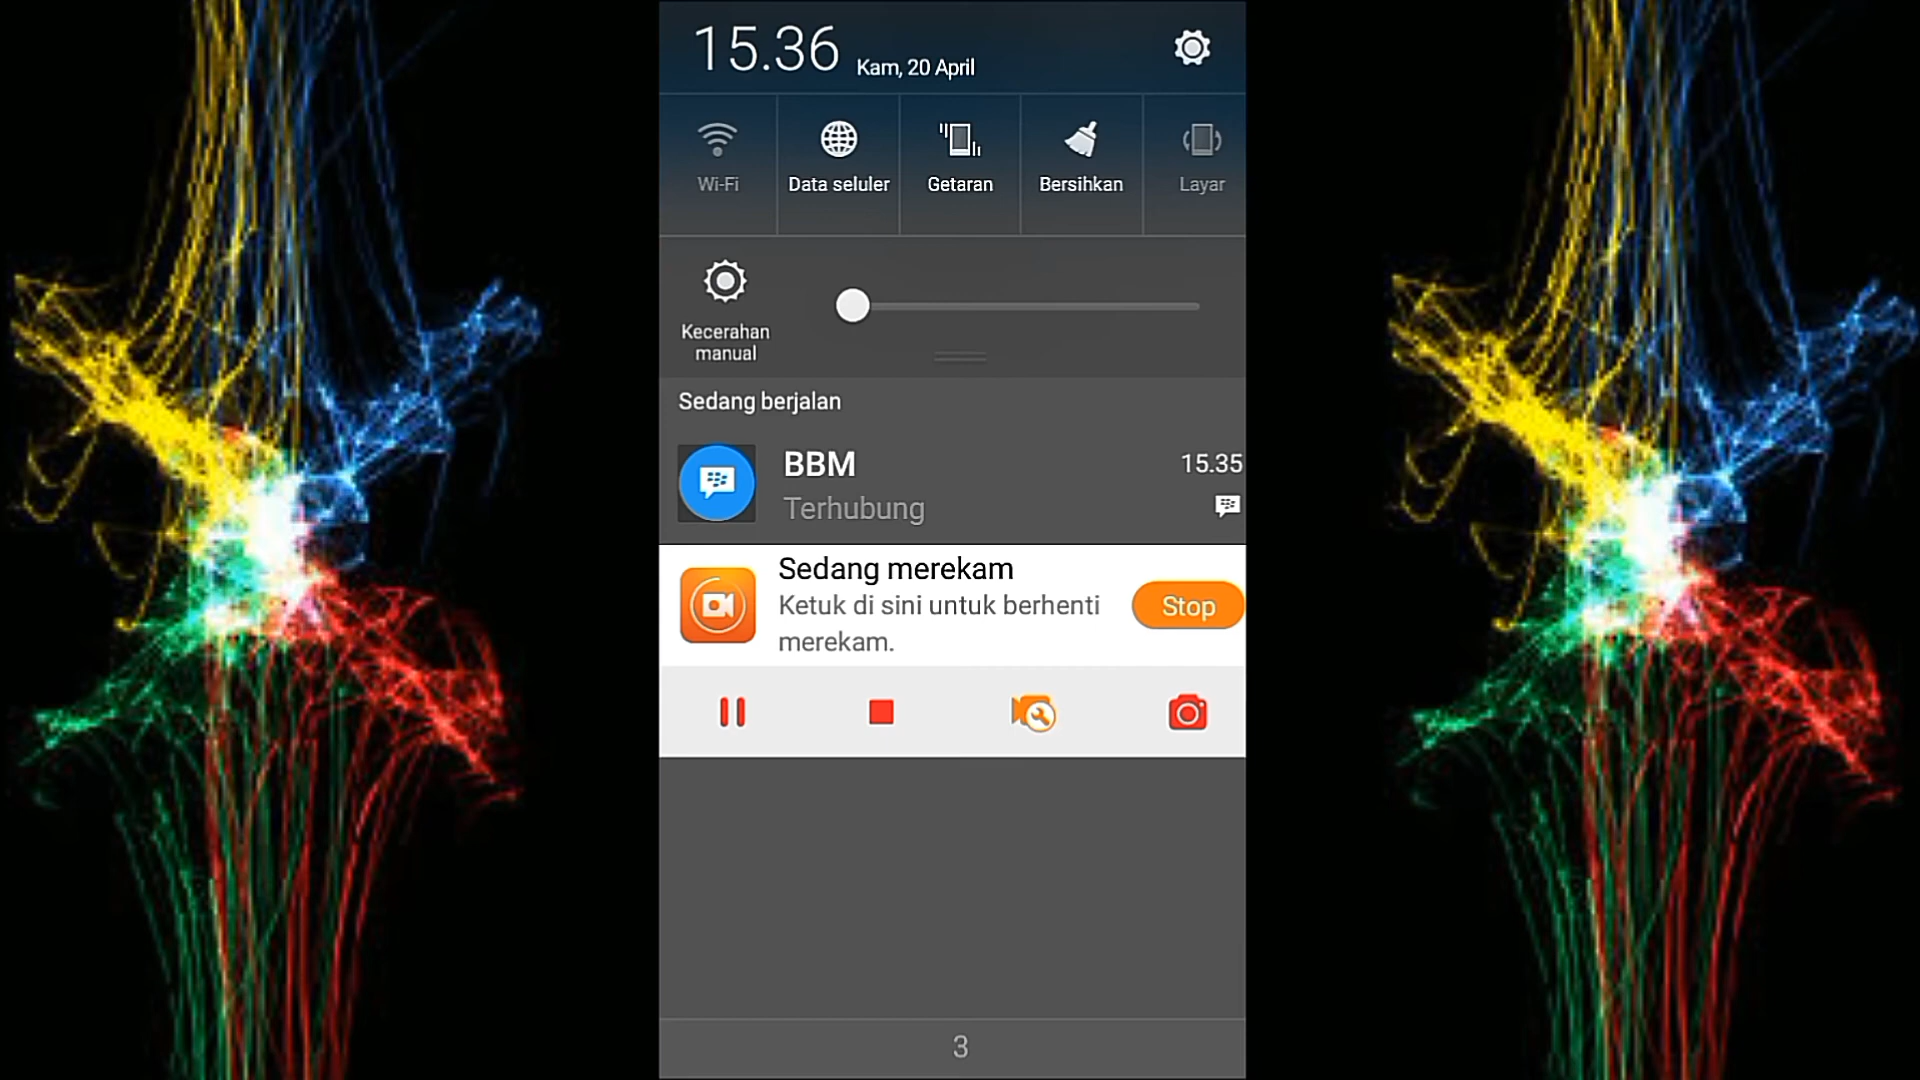 15.36 Kam, 20 April
Wi-Fi Data seluler Getaran Bersihkan Layar
Kecerahan
manual
Sedang berjalan
BBM 15.35
Terhubung
Sedang merekam
Ketuk di sini untuk berhenti
merekam.
Stop
3